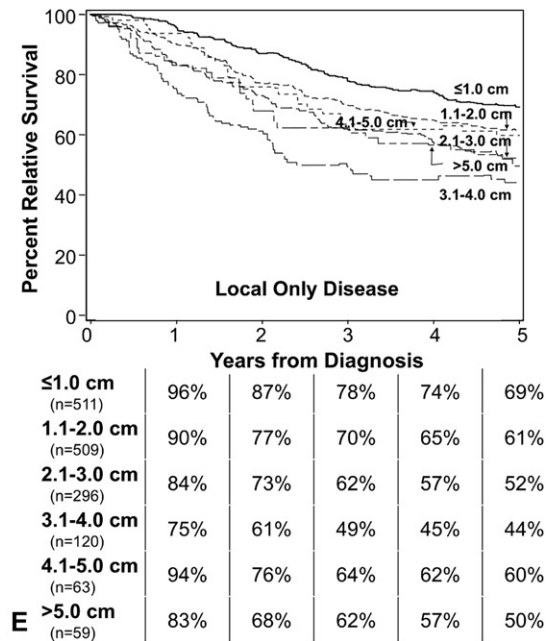 100
80
60
40
20
0
Percent Relative Survival
≤1.0 cm
1.1-2.0 cm
4.1-5.0 cm
2.1-3.0 cm
>5.0 cm
3.1-4.0 cm
Local Only Disease
0 1 2 3 4 5
Years from Diagnosis
≤1.0 cm 96% 87% 78% 74% 69%
(n=511)
1.1-2.0 cm 90% 77% 70% 65% 61%
(n=509)
2.1-3.0 cm 84% 73% 62% 57% 52%
(n=296)
3.1-4.0 cm 75% 61% 49% 45% 44%
(n=120)
4.1-5.0 cm 94% 76% 64% 62% 60%
(n=63)
>5.0 cm 83% 68% 62% 57% 50%
(n=59)
E